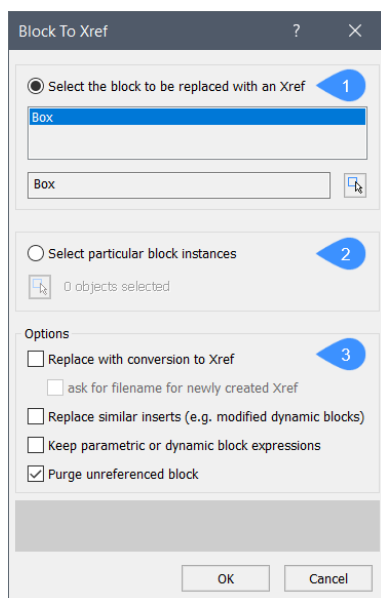 Block To Xref ? ×
Select the block to be replaced with an Xref 1
Box
Box
Select particular block instances 2
0 objects selected
Options
Replace with conversion to Xref 3
ask for filename for newly created Xref
Replace similar inserts (e.g. modified dynamic blocks)
Keep parametric or dynamic block expressions
Purge unreferenced block
OK Cancel